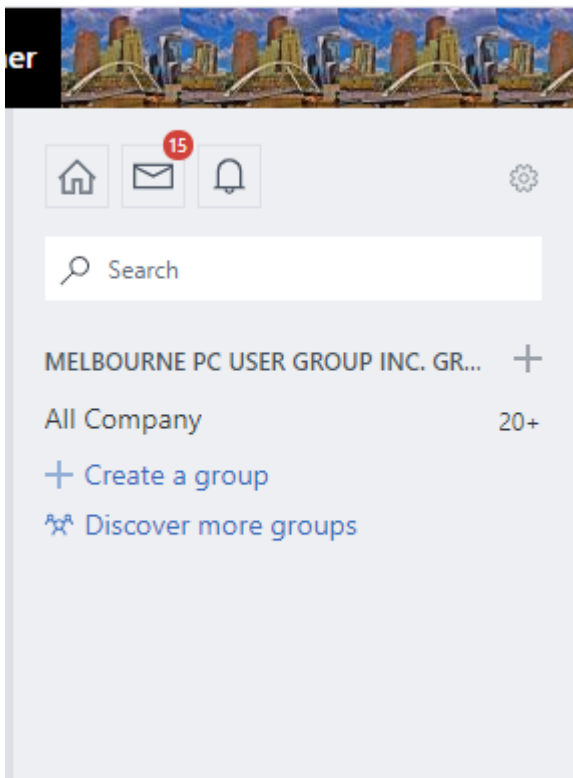 er
15
Search
MELBOURNE PC USER GROUP INC. GR...
All Company 20+
Create a group
Discover more groups